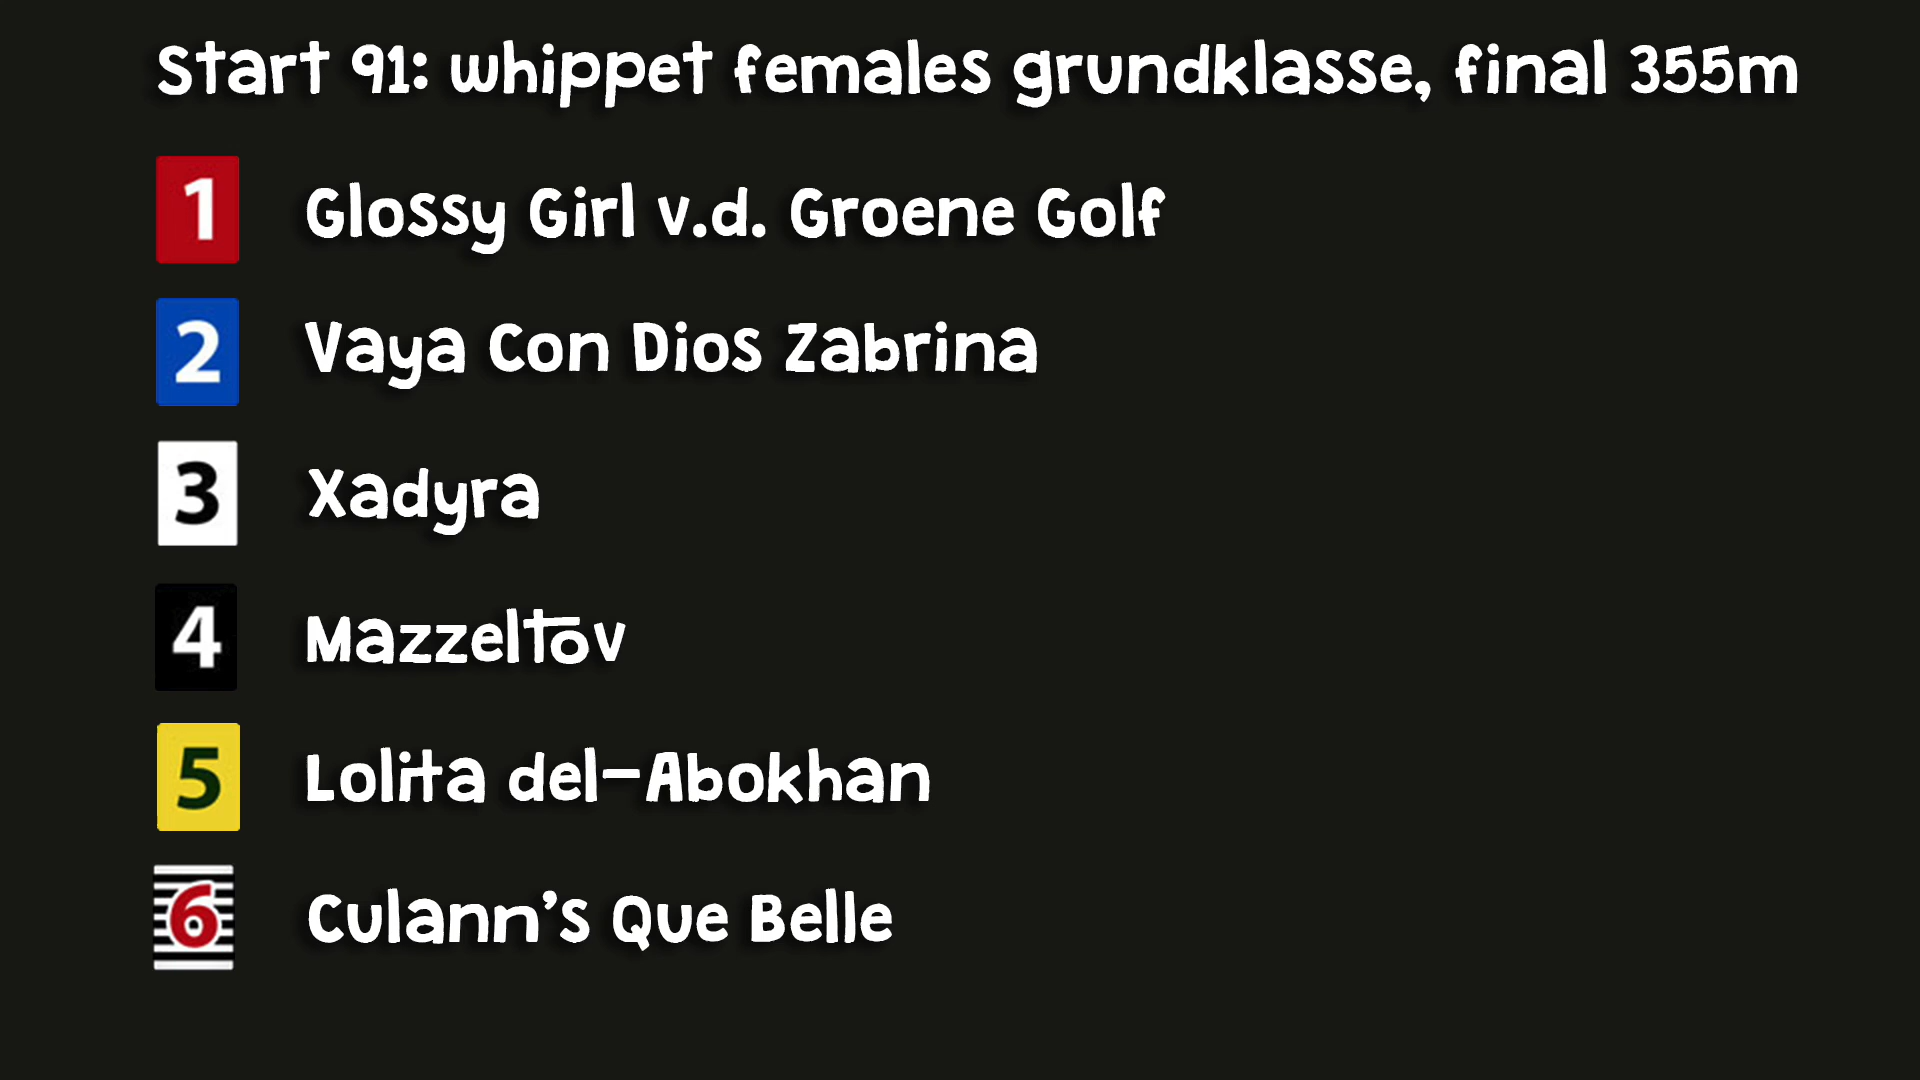 Start 91: whippet females grundklasse, final 355m
1 Glossy Girl v.d. Groene Golf
2 Vaya Con Dios Zabrina
3 Xadyra
4 Mazzeltov
5 Lolita del-Abokhan
6 Culann's Que Belle